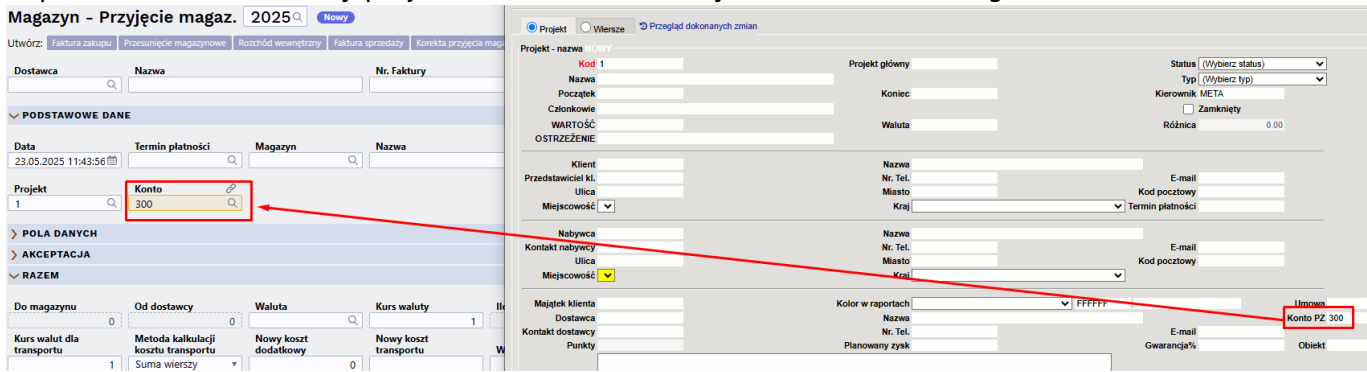 Magazyn - Przyjęcie magaz. 2025 Nowy
Utwórz: Faktura zakupu Przesunięcie magazynowe Rozchód wewnętrzny Faktura sprzedaży Korekta przyjęcia
Dostawca Nazwa Nr. Faktury
PODSTAWOWE DANE
Data Termin płatności Magazyn Nazwa
23.05.2025 11:43:56
Projekt Konto
1 300
POLA DANYCH
AKCEPTACJA
RAZEM
Do magazynu Od dostawcy Waluta Kurs waluty
0 0 1
Kurs walut dla transportu Metoda kalkulacji kosztu transportu Nowy koszt dodatkowy Nowy koszt transportu
1 Suma wierszy 0
Projekt Wiersze Przegląd dokonanych zmian
Projekt - nazwa NOWY
Kod 1 Projekt główny Status (Wybierz status)
Nazwa Typ (Wybierz typ)
Początek Koniec Kierownik META
Członkowie Zamknięty
WARTOŚĆ Waluta Różnica 0.00
OSTRZEŻENIE
Klient Nazwa
Przedstawiciel kl. Nr. Tel. E-mail
Ulica Miasto Kod pocztowy
Miejscowość Kraj Termin płatności
Nabywca Nazwa
Kontakt nabywcy Nr. Tel. E-mail
Ulica Miasto Kod pocztowy
Miejscowość Kraj
Majątek klienta Kolor w raportach FFFFFF Umowa
Dostawca Nazwa Konto PZ 300
Kontakt dostawcy Nr. Tel. E-mail
Punkty Planowany zysk Gwarancja% Obiekt